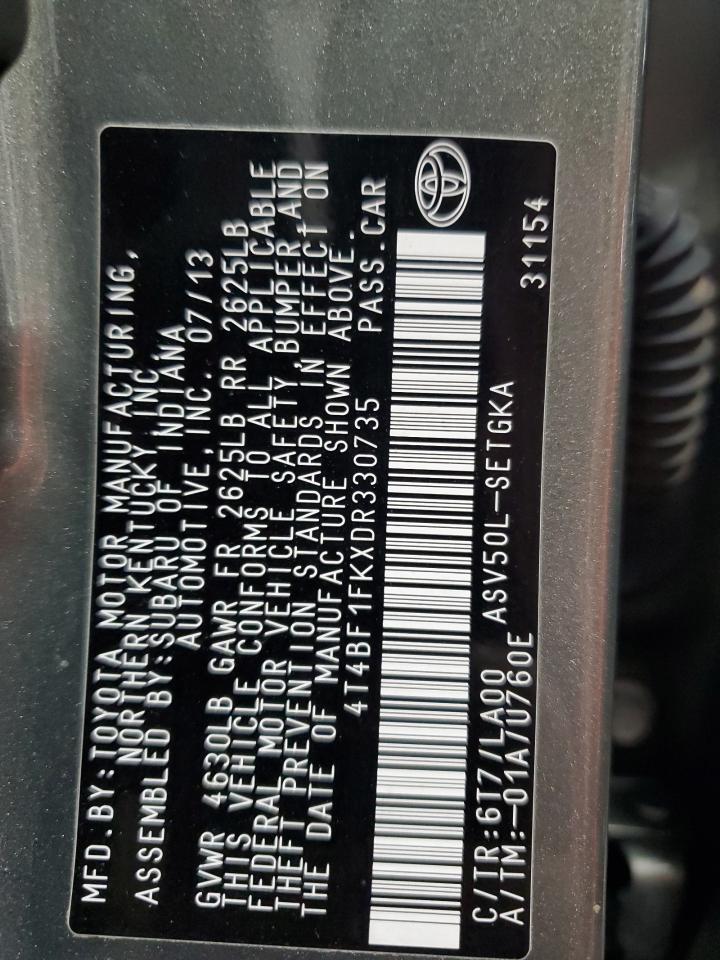 MFD.BY:TOYOTA MOTOR MANUFACTURING,
NORTHERN KENTUCKY,INC.
ASSEMBLED BY:SUBARU OF INDIANA
AUTOMOTIVE,INC. 07/13
GVWR 4630LB GAWR FR 2625LB RR 2625LB
THIS VEHICLE CONFORMS TO ALL APPLICABLE
FEDERAL MOTOR VEHICLE SAFETY,BUMPER,AND
THEFT PREVENTION STANDARDS IN EFFECT ON
THE DATE OF MANUFACTURE SHOWN ABOVE.
4T4BF1FKXDR330735 PASS.CAR
C/TR:6T7/LA00 ASV50L-SETGKA
A/TM:-01A/U760E 31154